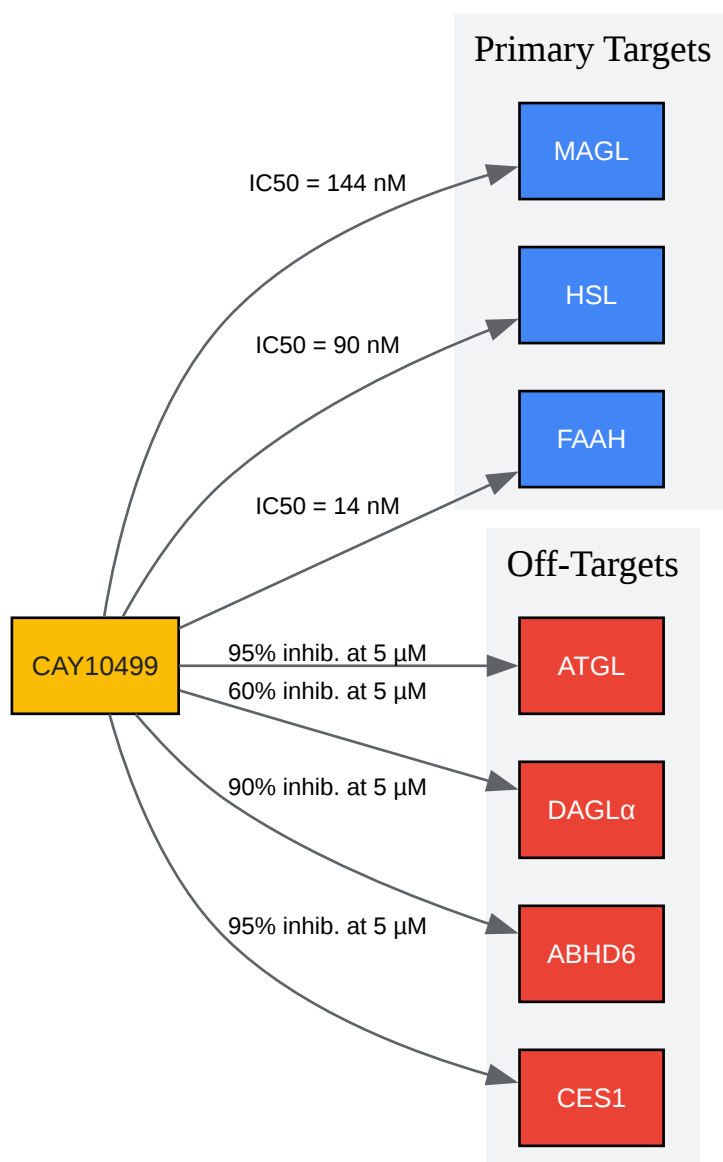 Primary Targets
MAGL
IC50 = 144 nM
HSL
IC50 = 90 nM
FAAH
IC50 = 14 nM
Off-Targets
CAY10499
95% inhib. at 5 µM
ATGL
60% inhib. at 5 µM
DAGLα
90% inhib. at 5 µM
ABHD6
95% inhib. at 5 µM
CES1